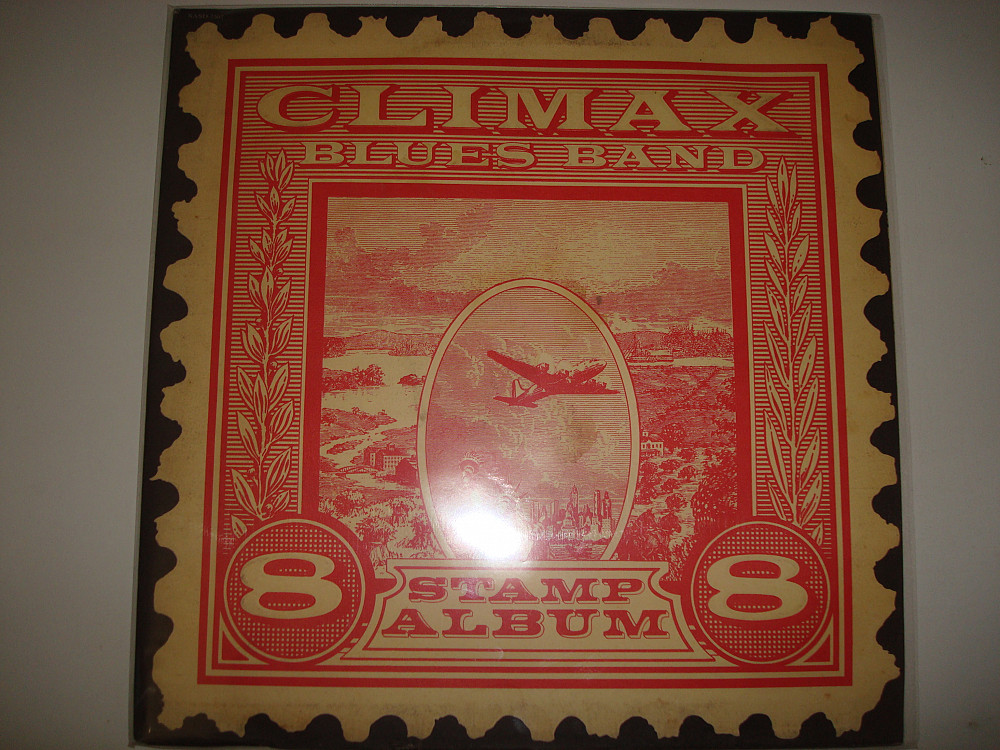 CLIMAX
BLUES BAND
8 STAMP 8
ALBUM